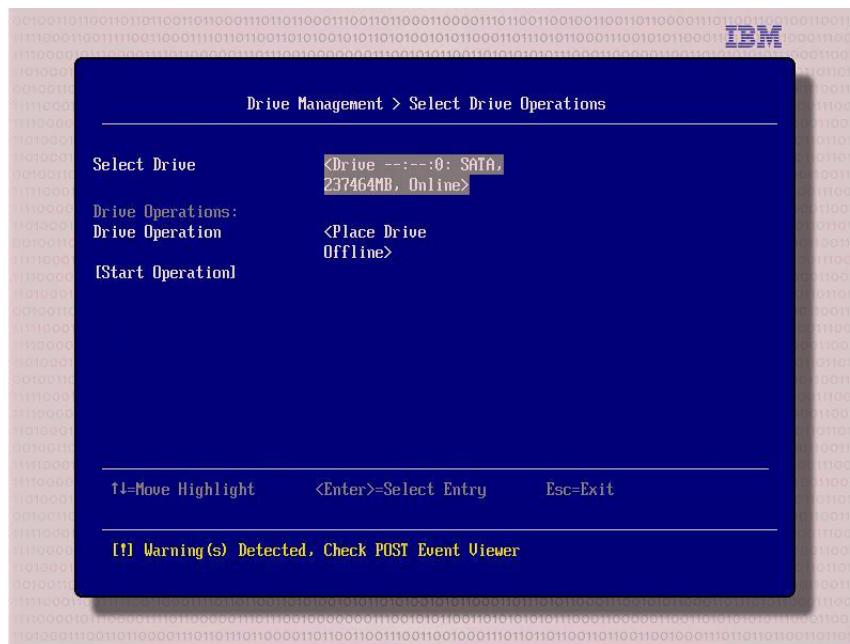 IBM
Drive Management > Select Drive Operations
Select Drive <Drive --:--:0: SATA,
237464MB, Online>
Drive Operations:
Drive Operation <Place Drive
Offline>
[Start Operation]
↑↓=Move Highlight <Enter>=Select Entry Esc=Exit
[!] Warning(s) Detected, Check POST Event Viewer